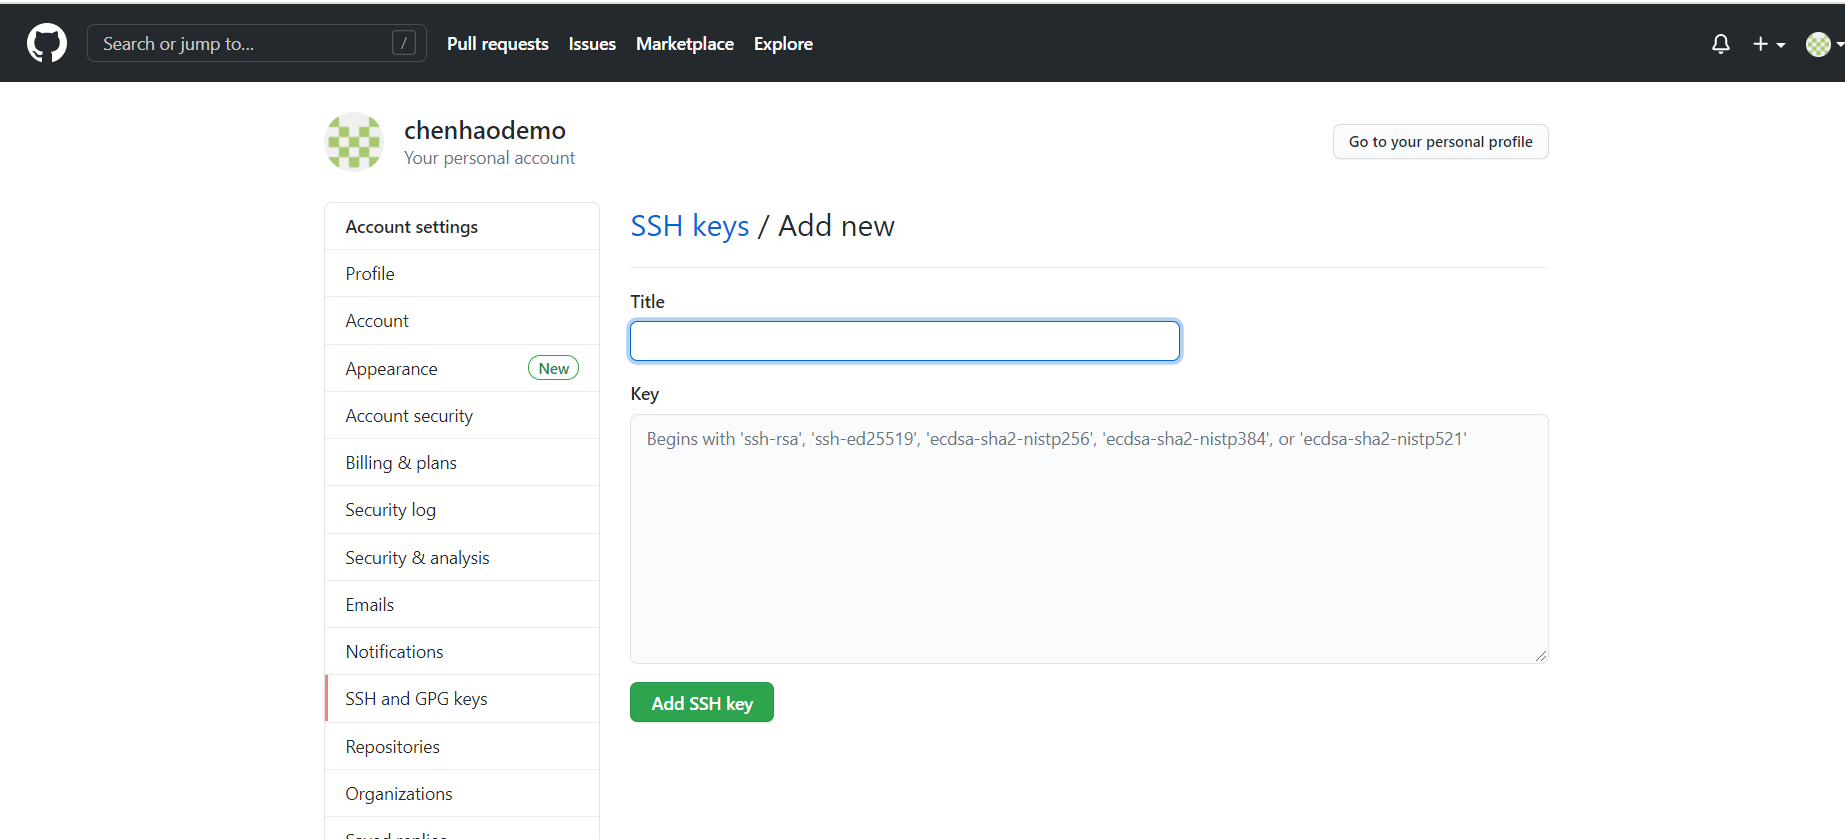 Search or jump to... /
Pull requests Issues Marketplace Explore
chenhaodemo
Your personal account
Go to your personal profile
Account settings
Profile
Account
Appearance New
Account security
Billing & plans
Security log
Security & analysis
Emails
Notifications
SSH and GPG keys
Repositories
Organizations
Saved replies
SSH keys / Add new
Title
Key
Begins with 'ssh-rsa', 'ssh-ed25519', 'ecdsa-sha2-nistp256', 'ecdsa-sha2-nistp384', or 'ecdsa-sha2-nistp521'
Add SSH key